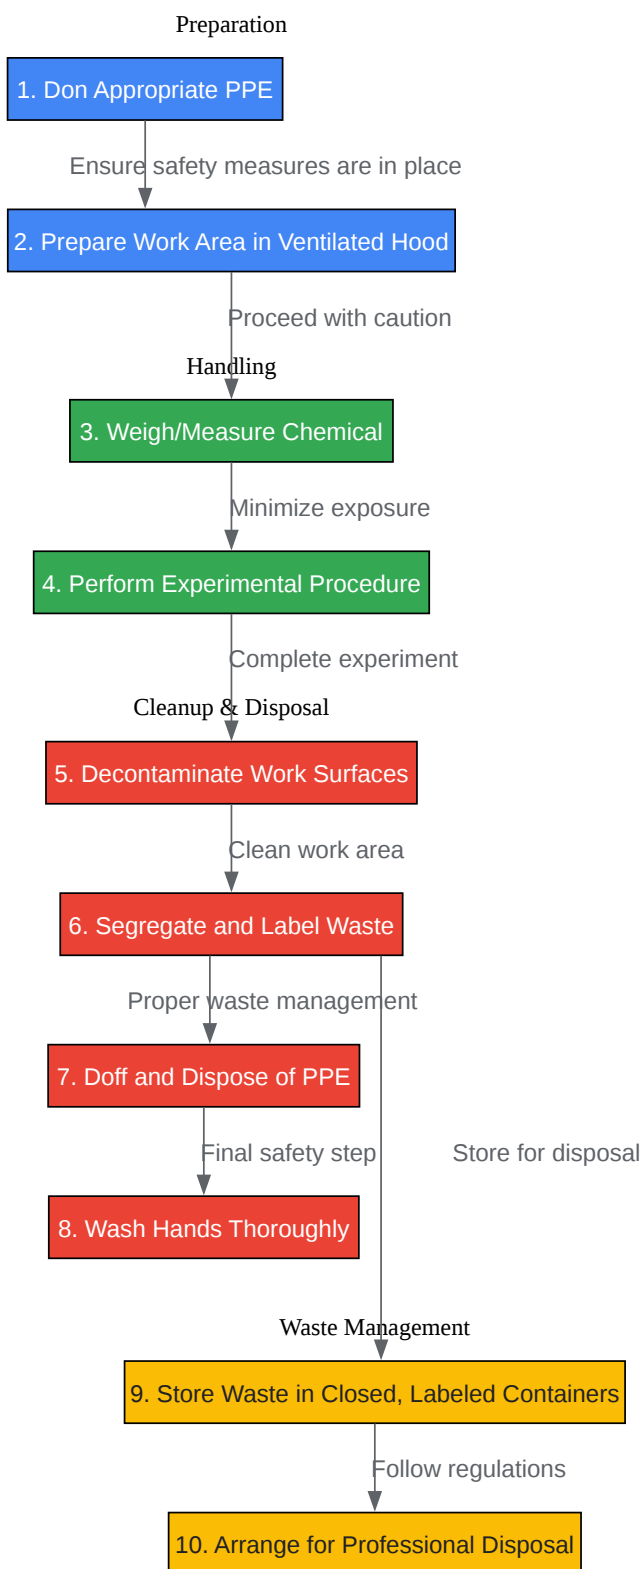 Preparation
1. Don Appropriate PPE
Ensure safety measures are in place
2. Prepare Work Area in Ventilated Hood
Proceed with caution
Handling
3. Weigh/Measure Chemical
Minimize exposure
4. Perform Experimental Procedure
Complete experiment
Cleanup & Disposal
5. Decontaminate Work Surfaces
Clean work area
6. Segregate and Label Waste
Proper waste management
7. Doff and Dispose of PPE
Final safety step
Store for disposal
8. Wash Hands Thoroughly
Waste Management
9. Store Waste in Closed, Labeled Containers
Follow regulations
10. Arrange for Professional Disposal